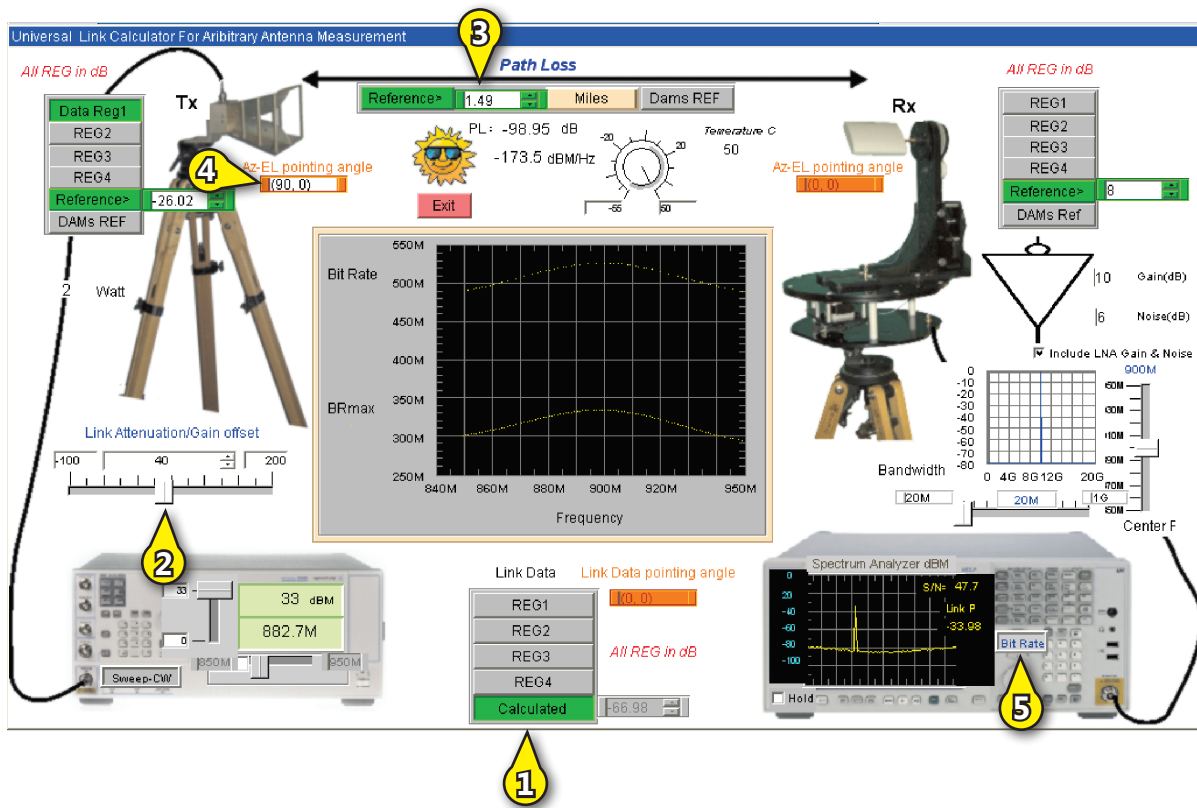 Universal Link Calculator For Aribitrary Antenna Measurement
3
Path Loss
All REG in dB
Tx
Data Reg1
REG2
REG3
REG4
Reference> -26.02
DAMs REF
Reference> 1.49 Miles Dams REF
PL: -98.95 dB
-173.5 dBM/Hz
Exit
-20 20
-55 50
Temerature C
50
4
Az-EL pointing angle
(90, 0)
Rx
Az-EL pointing angle
(0, 0)
All REG in dB
REG1
REG2
REG3
REG4
Reference> 8
DAMs Ref
2 Watt
10 Gain(dB)
6 Noise(dB)
Include LNA Gain & Noise
550M
Bit Rate
500M
450M
400M
350M
BRmax
300M
250M
840M 860M 880M 900M 920M 950M
Frequency
900M
0
-10
-20
-30
-40
-50
-60
-70
-80
0 4G 8G 12G 20G
Bandwidth
20M 20M 1G
Center F
Link Attenuation/Gain offset
-100 40 200
2
33
0
33 dBM
882.7M
850M 950M
Sweep-CW
Link Data
Link Data pointing angle
(0, 0)
REG1
REG2
REG3
REG4
Calculated -66.98
All REG in dB
1
Spectrum Analyzer dBM
0
20
-40
-60
-80
-100
S/N= 47.7
Link P
-33.98
Bit Rate
Hold
5